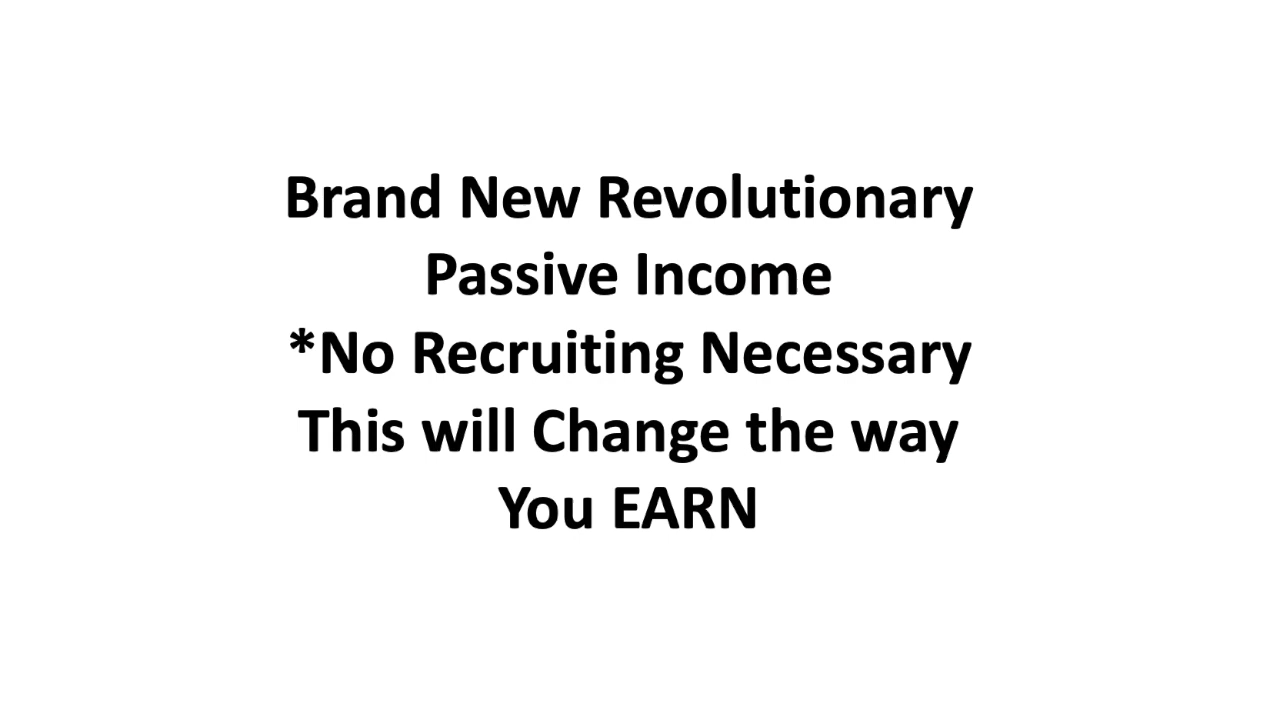 Brand New Revolutionary
Passive Income
*No Recruiting Necessary
This will Change the way
You EARN